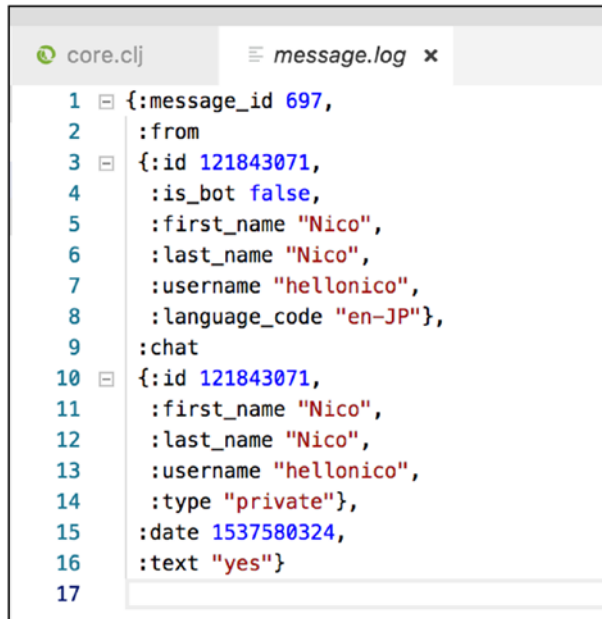 core.clj message.log ×
1 {:message_id 697,
2 :from
3 {:id 121843071,
4 :is_bot false,
5 :first_name "Nico",
6 :last_name "Nico",
7 :username "hellonico",
8 :language_code "en-JP"},
9 :chat
10 {:id 121843071,
11 :first_name "Nico",
12 :last_name "Nico",
13 :username "hellonico",
14 :type "private"},
15 :date 1537580324,
16 :text "yes"}
17